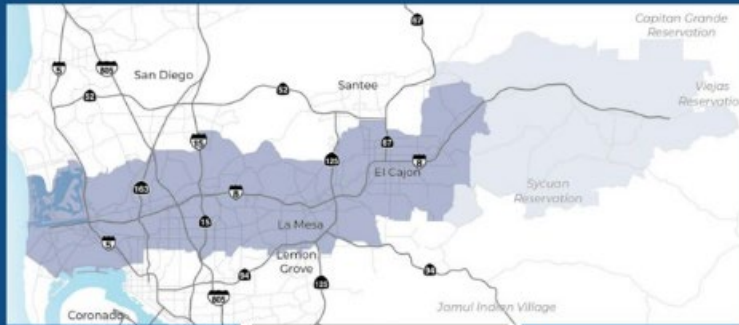 67
Capitan Grande
Reservation
5
805
San Diego
Santee
52
52
Viejas
Reservation
15
125
67
8
El Cajon
163
8
Sycuan
Reservation
15
La Mesa
5
Lemon
Grove
94
94
125
805
Jamul Indian Village
Coronado